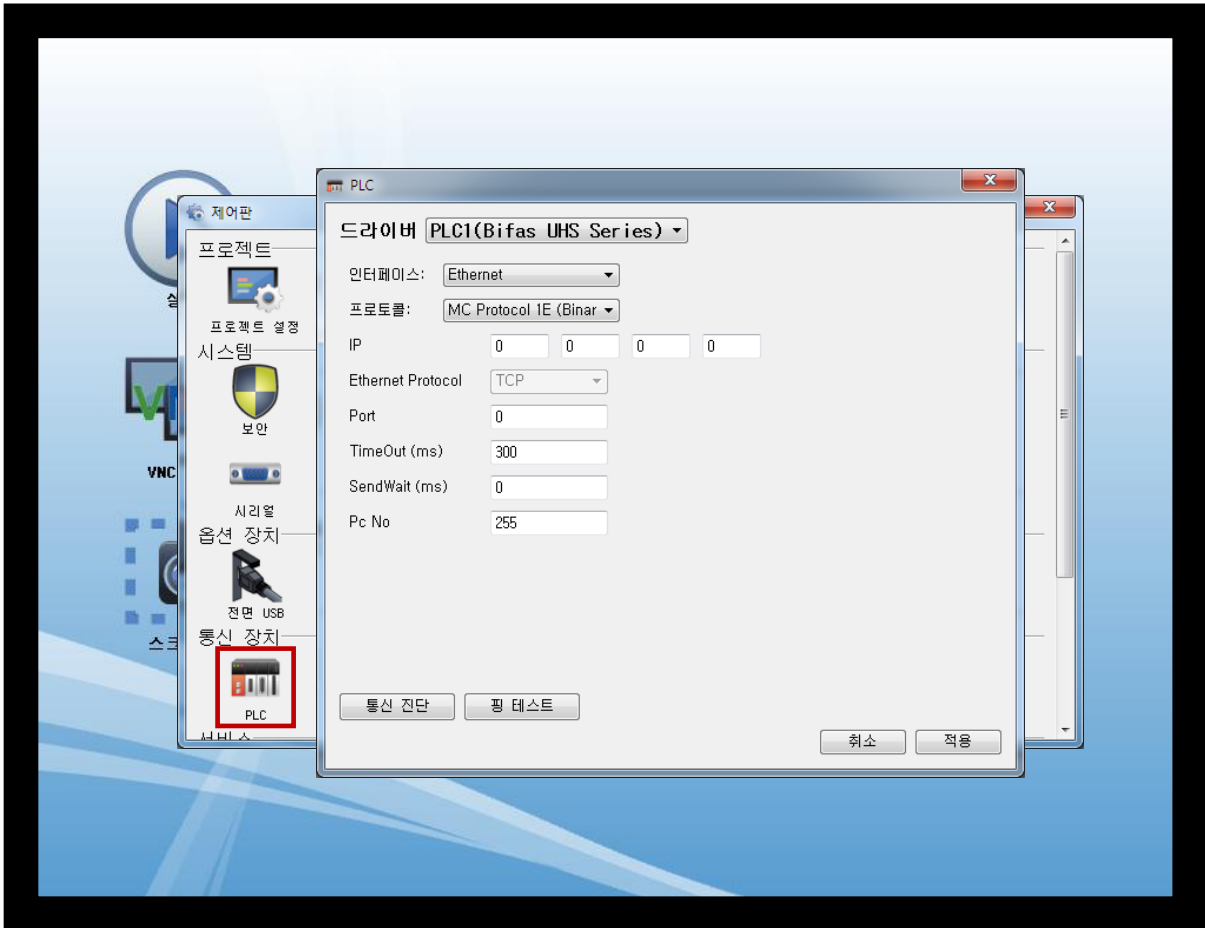 PLC
제어판
드라이버 PLC1(Bifas UHS Series)
프로젝트
인터페이스: Ethernet
프로토콜: MC Protocol 1E (Binar
프로젝트 설정
IP 0 0 0 0
시스템
Ethernet Protocol TCP
Port 0
보안
TimeOut (ms) 300
VNC
SendWait (ms) 0
시리얼
Pc No 255
옵션 장치
전면 USB
통신 장치
통신 진단 핑 테스트
PLC
서비스
취소 적용